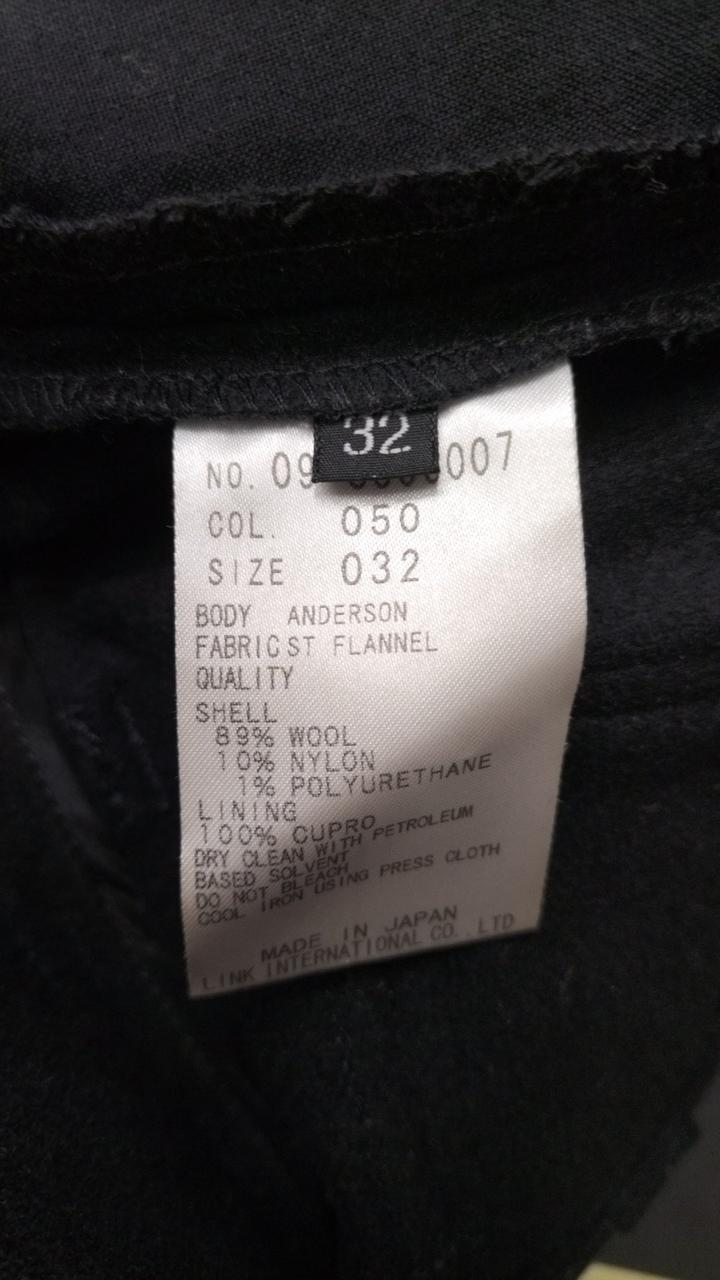 32
NO. 09 007
COL. 050
SIZE 032
BODY ANDERSON
FABRICST FLANNEL
QUALITY
SHELL
89% WOOL
10% NYLON
1% POLYURETHANE
LINING
100% CUPRO
DRY CLEAN WITH PETROLEUM
BASED SOLVENT
DO NOT BLEACH
COOL IRON USING PRESS CLOTH
MADE IN JAPAN
LINK INTERNATIONAL CO.,LTD